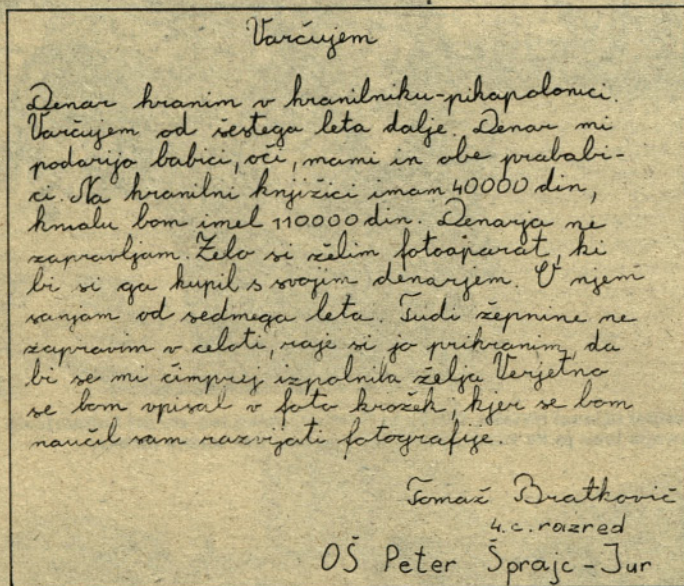 Varčujem
Denar hranim v hranilniku-pikapolonici.
Varčujem od šestega leta dalje. Denar mi
podarijo babici, oči, mami in obe prababi-
ci. Na hranilni knjižici imam 40000 din,
kmalu bom imel 110000 din. Denarja ne
zapravljam. Zelo si želim fotoaparat, ki
bi si ga kupil s svojim denarjem. O njem
sanjam od sedmega leta. Tudi žepnine ne
zapravim v celoti, raje si jo prihranim, da
bi se mi čimprej izpolnila želja Verjetno
se bom vpisal v foto krožek, kjer se bom
naučil sam razvijati fotografije.
Tomaž Bratkovič
4. c. razred
OŠ Peter Šprajc-Jur